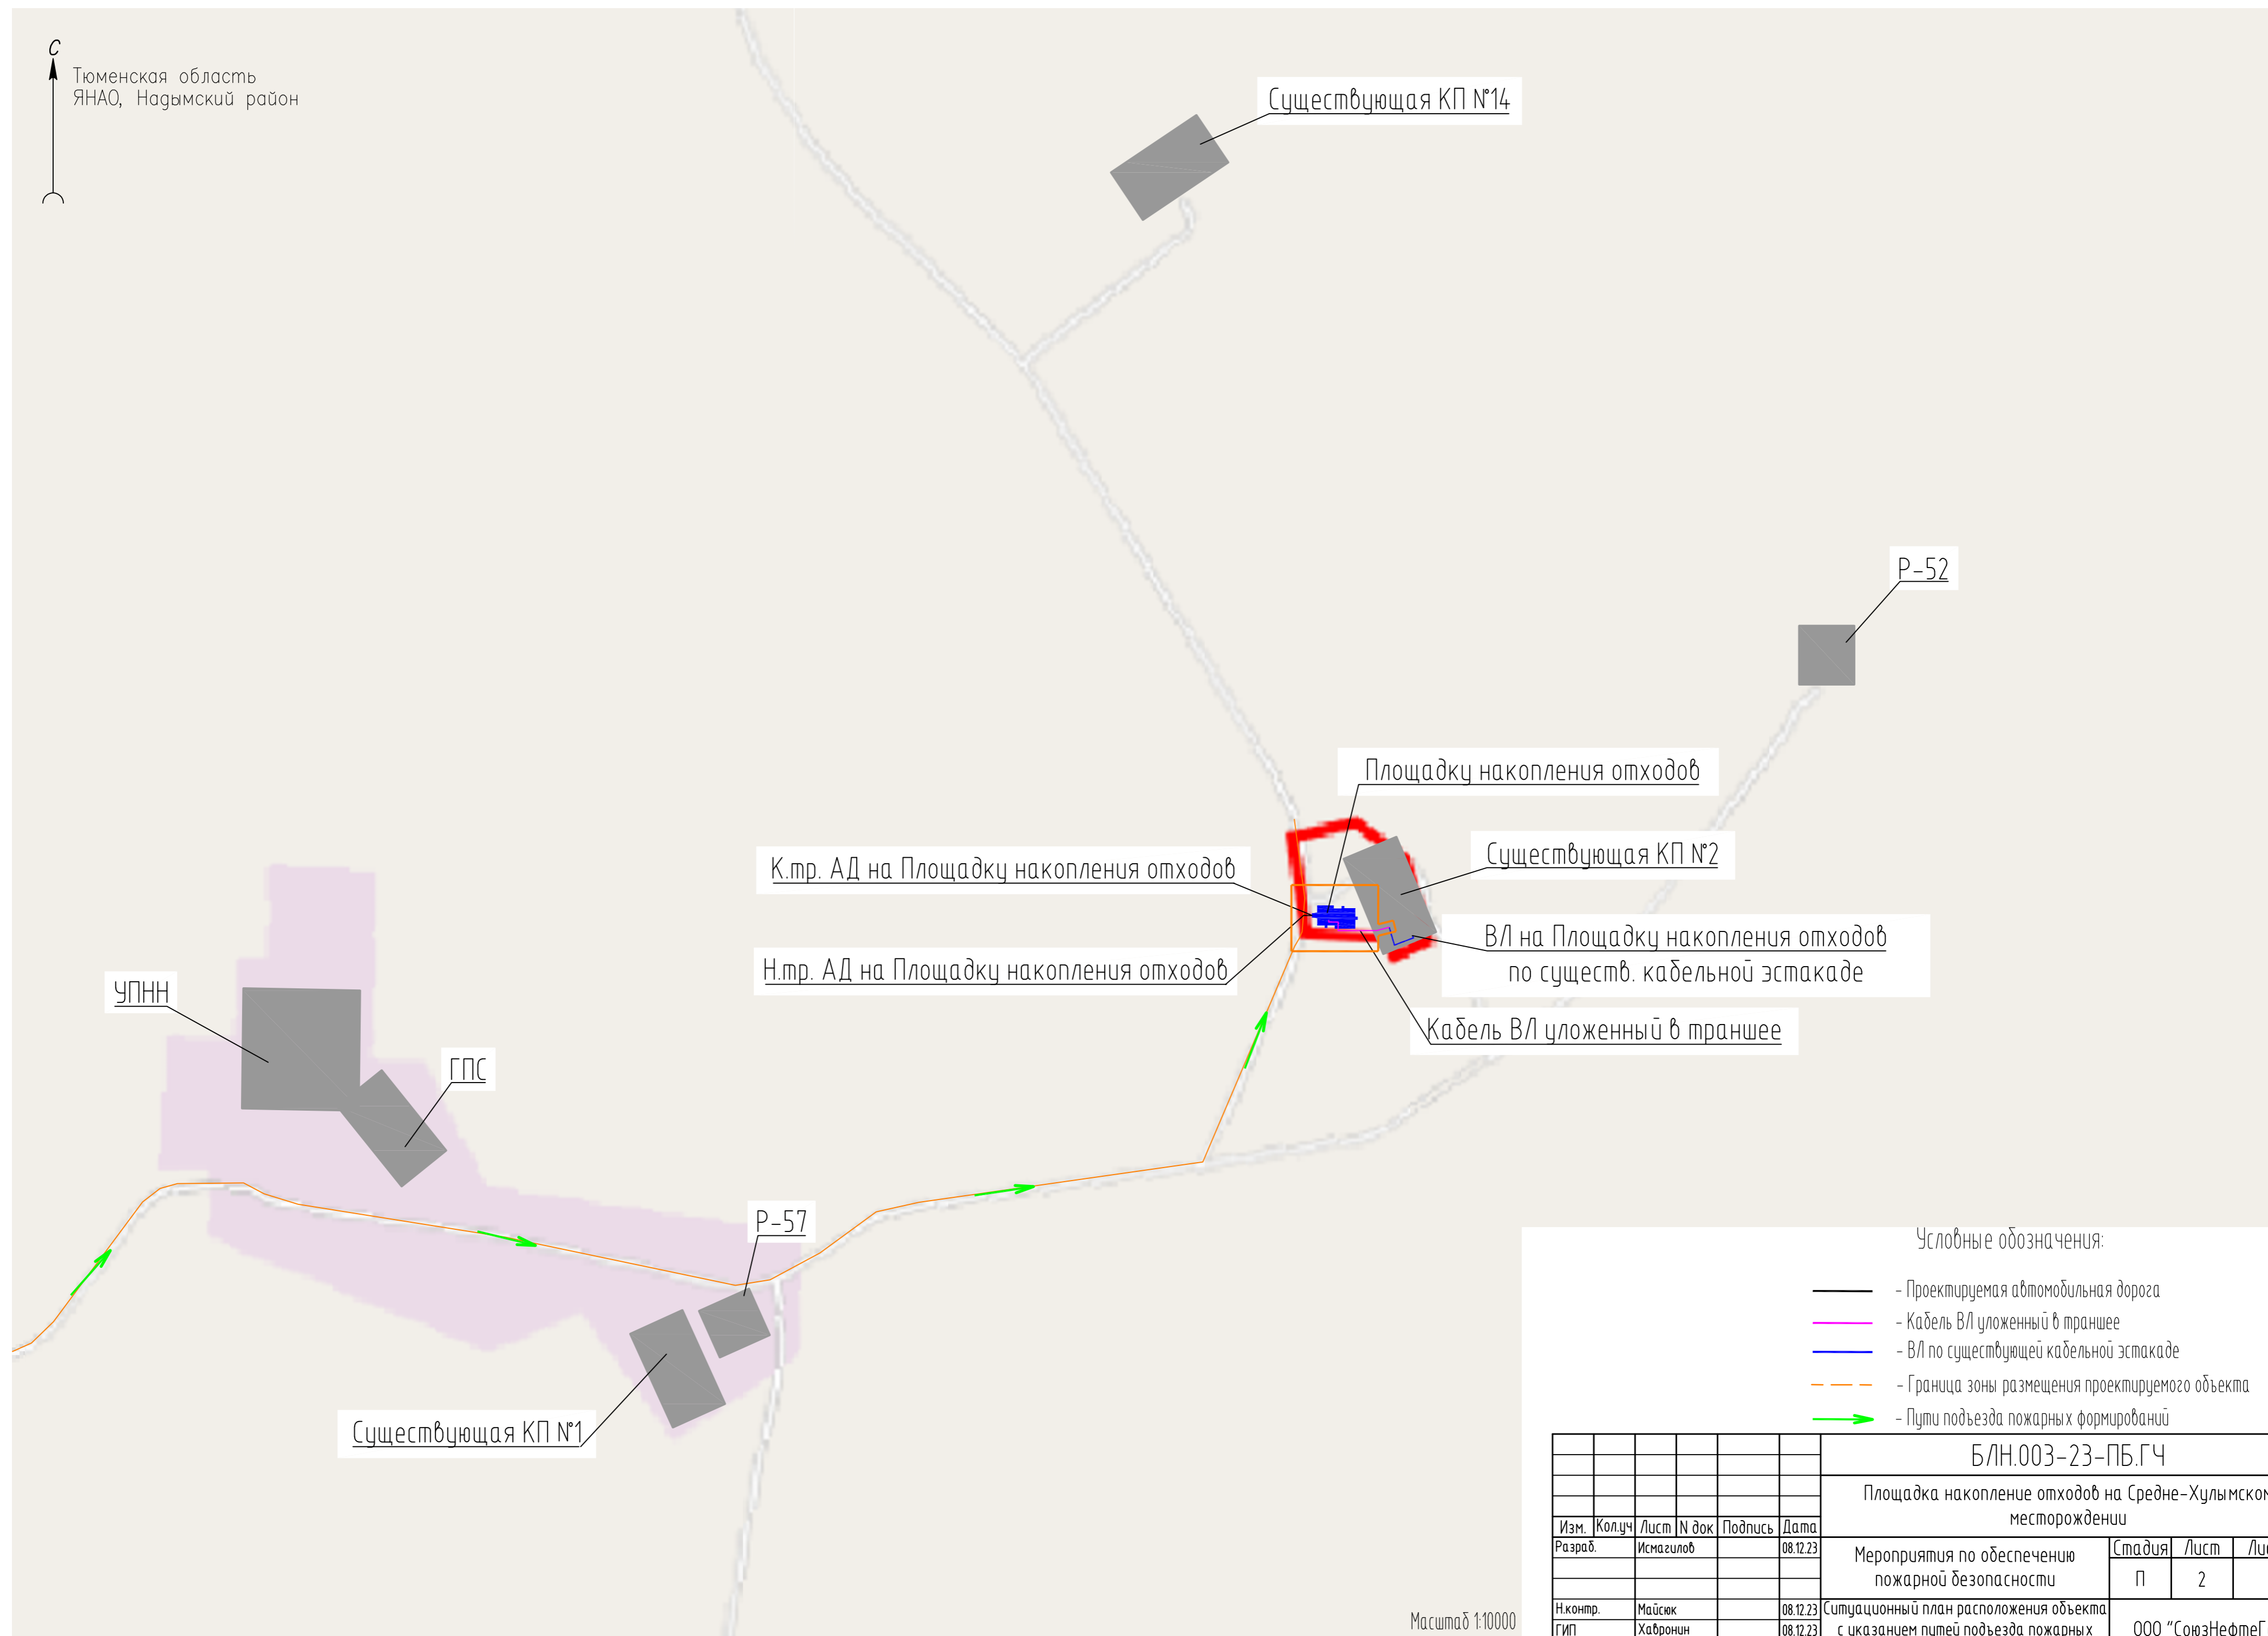 С
Тюменская область
ЯНАО, Надымский район
Существующая КП №14
Р-52
Площадку накопления отходов
Существующая КП №2
К.тр. АД на Площадку накопления отходов
ВЛ на Площадку накопления отходов
по существ. кабельной эстакаде
Н.тр. АД на Площадку накопления отходов
Кабель ВЛ уложенный в траншее
УПНН
ГПС
Р-57
Существующая КП №1
Условные обозначения:
- Проектируемая автомобильная дорога
- Кабель ВЛ уложенный в траншее
- ВЛ по существующей кабельной эстакаде
- Граница зоны размещения проектируемого объекта
- Пути подъезда пожарных формирований
БЛН.003-23-ПБ.ГЧ
Площадка накопление отходов на Средне-Хулымском
месторождении
Изм. Кол.уч Лист N док Подпись Дата
Разраб. Исмагилов 08.12.23
Мероприятия по обеспечению
пожарной безопасности
Стадия Лист
П 2
Н.контр. Майсюк 08.12.23
ГИП Хавронин 08.12.23
Ситуационный план расположения объекта
с указанием путей подъезда пожарных
ООО "СоюзНефтеГ
Масштаб 1:10000